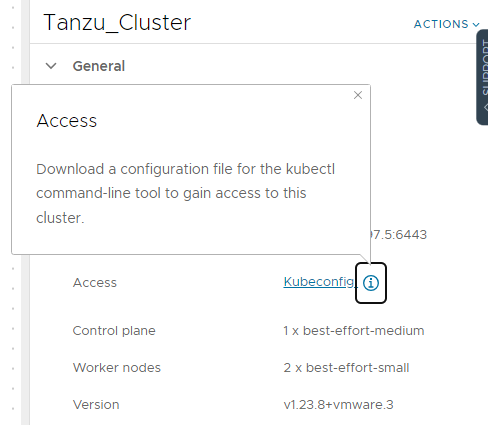 Tanzu_Cluster
ACTIONS
SUPPORT
General
Access
Download a configuration file for the kubectl
command-line tool to gain access to this
cluster.
97.5:6443
Access
Kubeconfig
Control plane
1 x best-effort-medium
Worker nodes
2 x best-effort-small
Version
v1.23.8+vmware.3